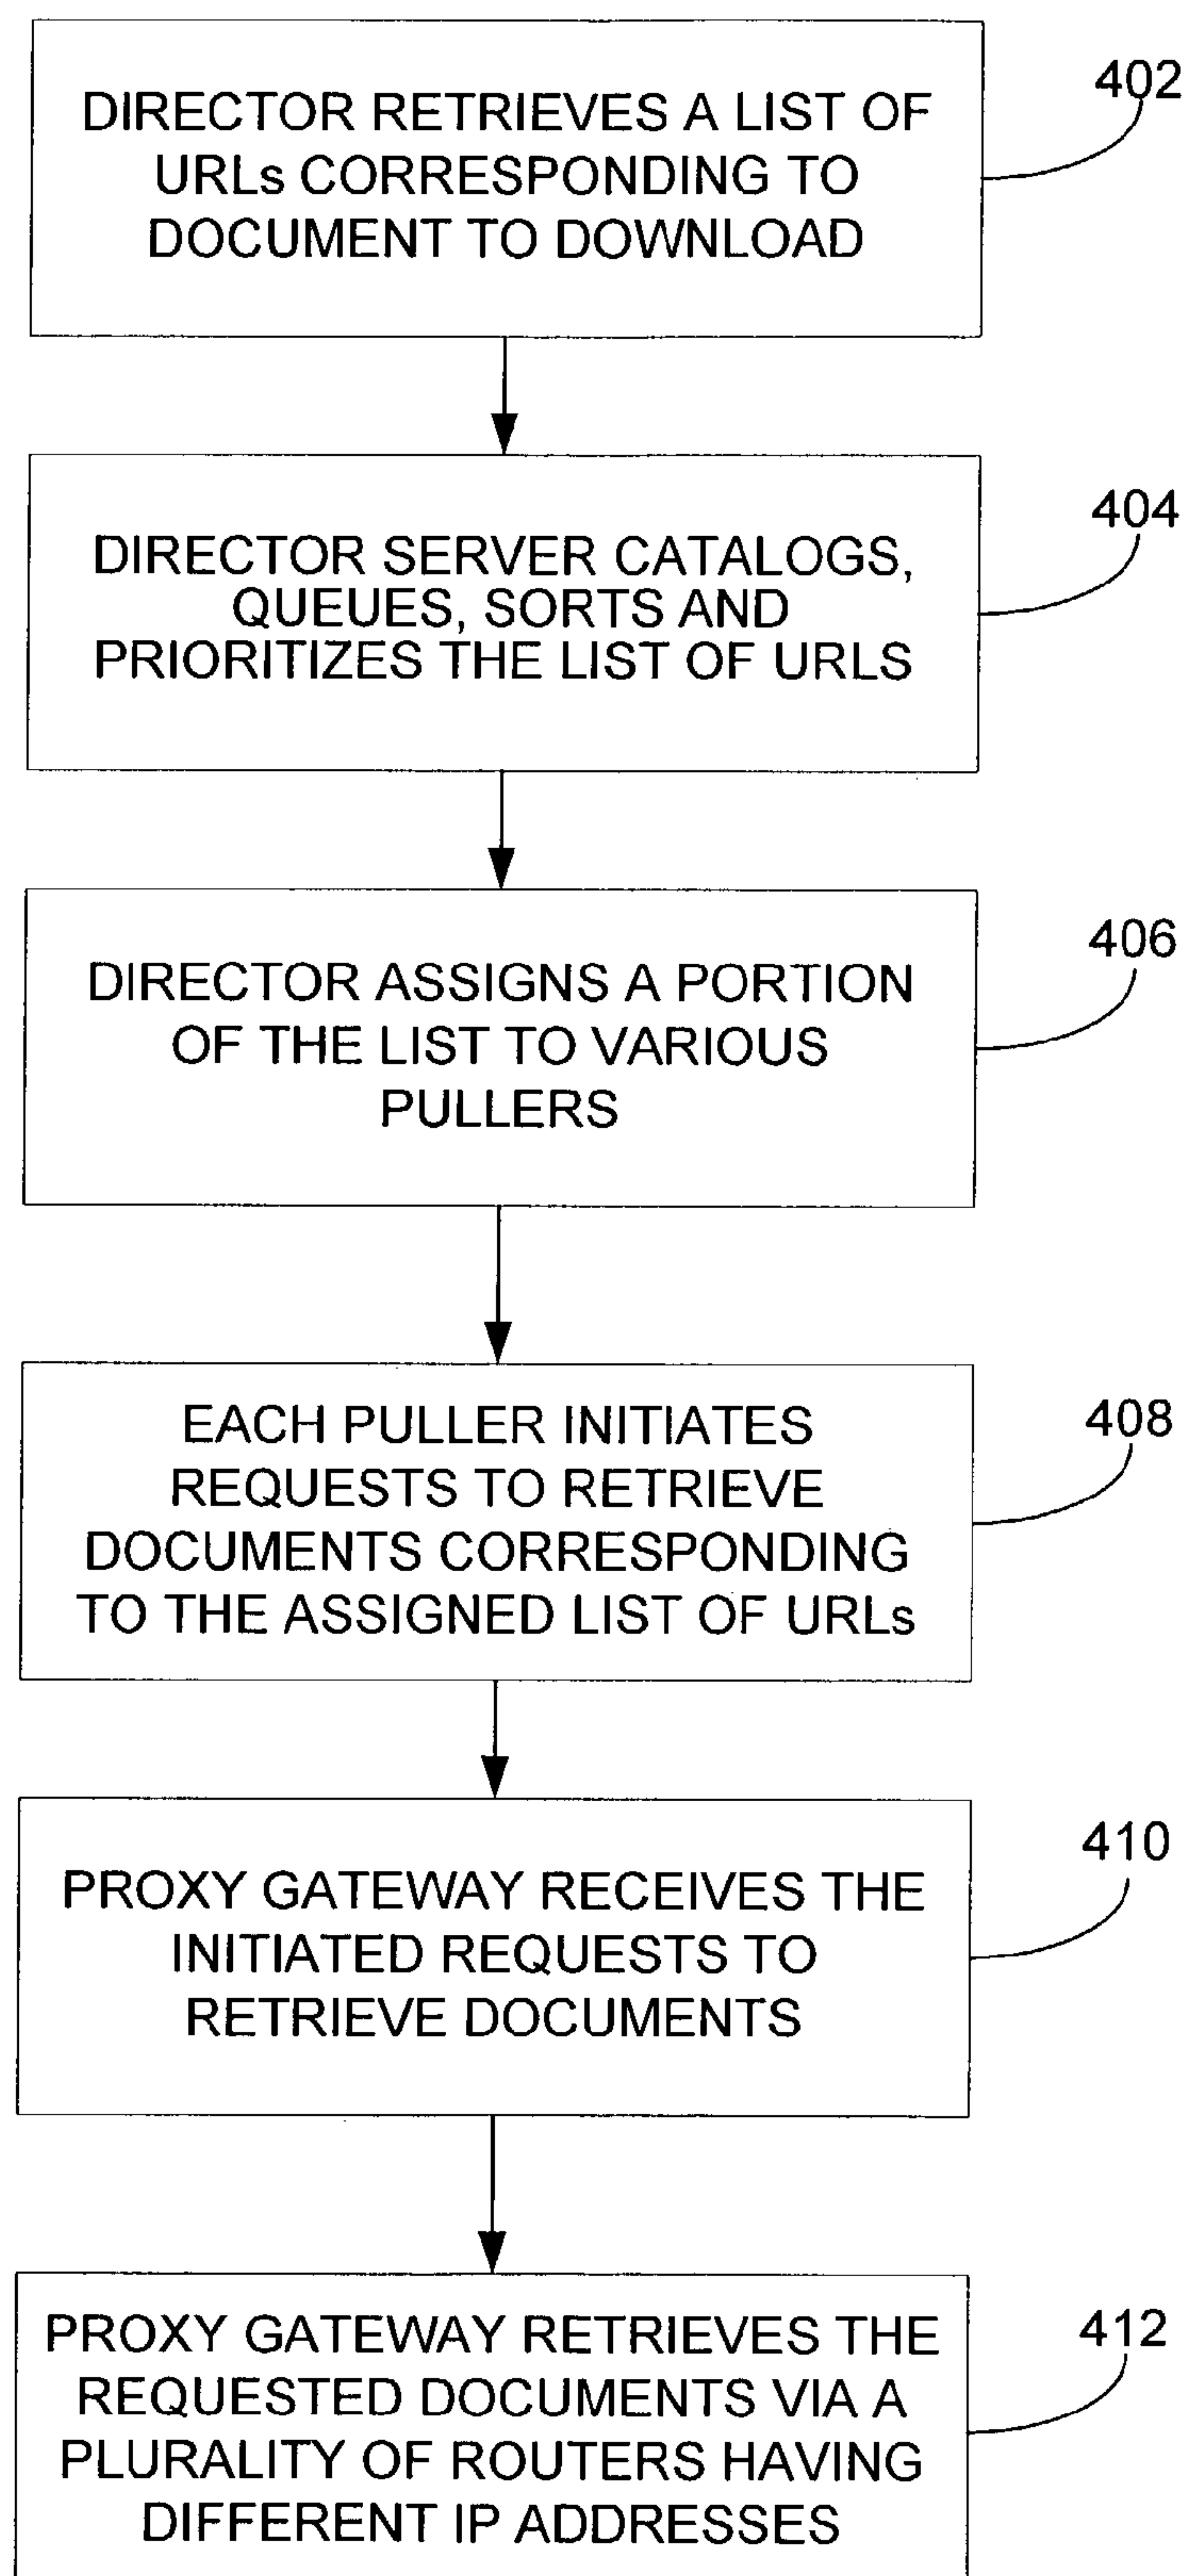 DIRECTOR RETRIEVES A LIST OF
URLs CORRESPONDING TO
DOCUMENT TO DOWNLOAD
402
DIRECTOR SERVER CATALOGS,
QUEUES, SORTS AND
PRIORITIZES THE LIST OF URLS
404
DIRECTOR ASSIGNS A PORTION
OF THE LIST TO VARIOUS
PULLERS
406
EACH PULLER INITIATES
REQUESTS TO RETRIEVE
DOCUMENTS CORRESPONDING
TO THE ASSIGNED LIST OF URLs
408
PROXY GATEWAY RECEIVES THE
INITIATED REQUESTS TO
RETRIEVE DOCUMENTS
410
PROXY GATEWAY RETRIEVES THE
REQUESTED DOCUMENTS VIA A
PLURALITY OF ROUTERS HAVING
DIFFERENT IP ADDRESSES
412